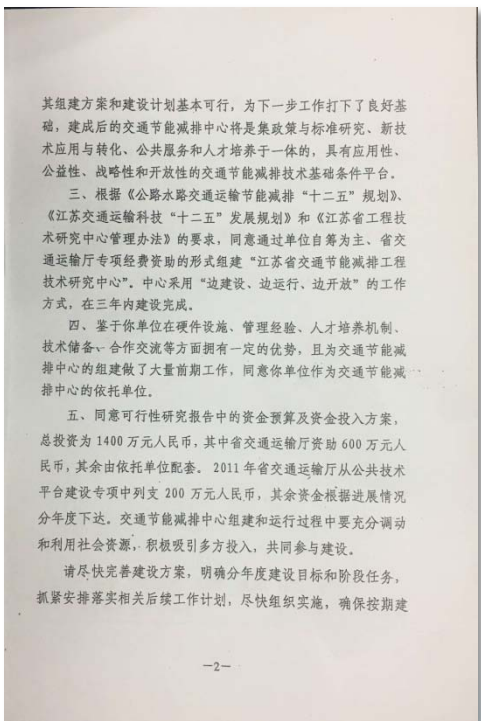 其组建方案和建设计划基本可行，为下一步工作打下了良好基
础，建成后的交通节能减排中心将是集政策与标准研究、新技
术应用与转化、公共服务和人才培养于一体的，具有应用性、
公益性、战略性和开放性的交通节能减排技术基础条件平台。
三、根据《公路水路交通运输节能减排“十二五”规划》、
《江苏交通运输科技“十二五”发展规划》和《江苏省工程技
术研究中心管理办法》的要求，同意通过单位自筹为主、省交
通运输厅专项经费资助的形式组建“江苏省交通节能减排工程
技术研究中心”。中心采用“边建设、边运行、边开放”的工作
方式，在三年内建设完成。
四、鉴于你单位在硬件设施、管理经验、人才培养机制、
技术储备、合作交流等方面拥有一定的优势，且为交通节能减
排中心的组建做了大量前期工作，同意你单位作为交通节能减
排中心的依托单位。
五、同意可行性研究报告中的资金预算及资金投入方案，
总投资为 1400 万元人民币，其中省交通运输厅资助 600 万元人
民币，其余由依托单位配套。2011 年省交通运输厅从公共技术
平台建设专项中列支 200 万元人民币，其余资金根据进展情况
分年度下达。交通节能减排中心组建和运行过程中要充分调动
和利用社会资源，积极吸引多方投入，共同参与建设。
请尽快完善建设方案，明确分年度建设目标和阶段任务，
抓紧安排落实相关后续工作计划，尽快组织实施，确保按期建
—2—